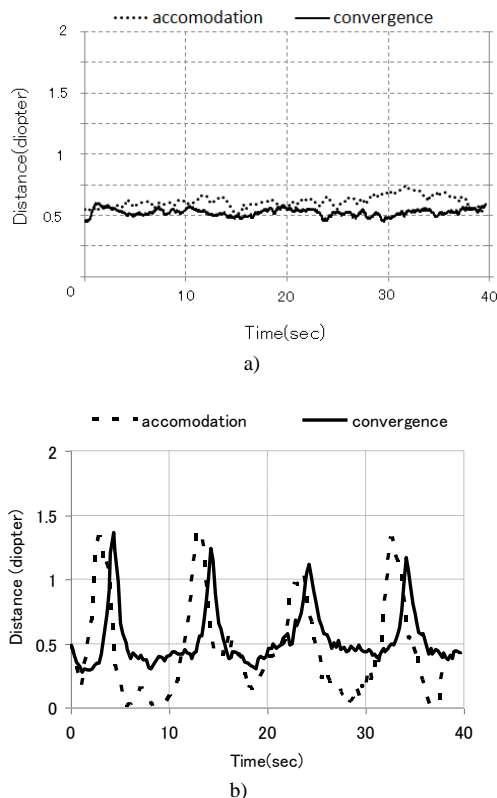 accomodation convergence
2
1.5
1
0.5
Distance(diopter)
0 10 20 30 40
Time(sec)
a)
accomodation convergence
2
1.5
1
0.5
0
Distance (diopter)
0 10 20 30 40
Time(sec)
b)